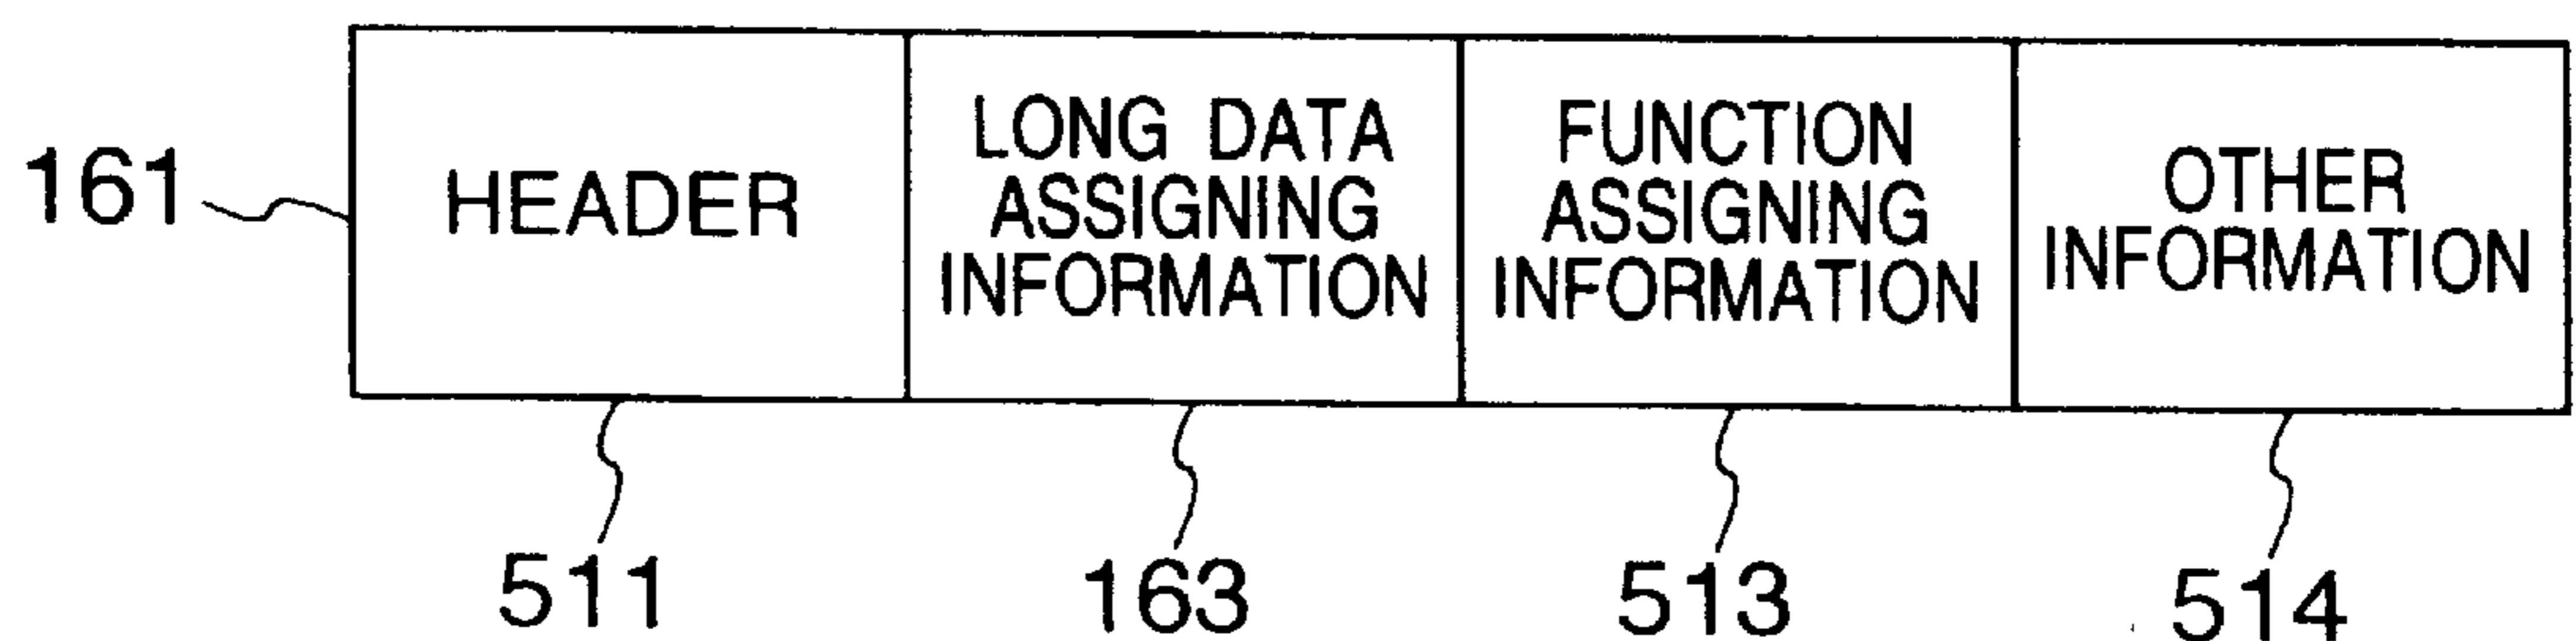 161
HEADER
LONG DATA
ASSIGNING
INFORMATION
FUNCTION
ASSIGNING
INFORMATION
OTHER
INFORMATION
511
163
513
514